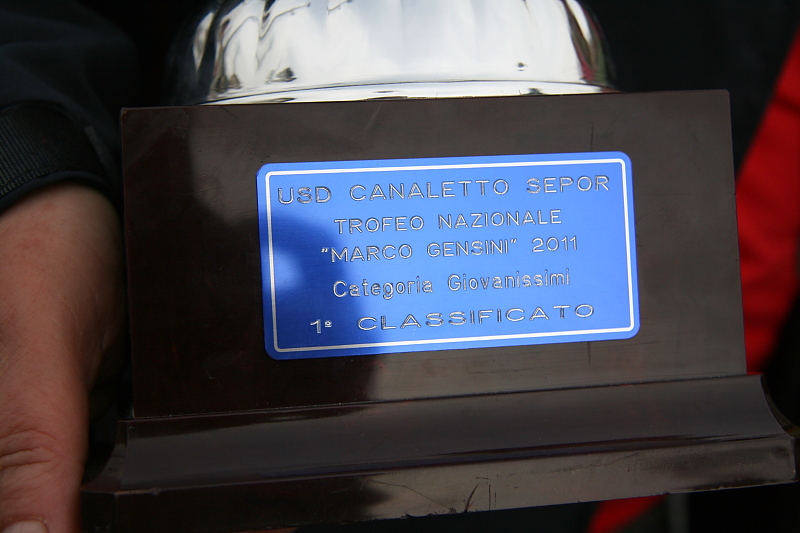 USD CANALETTO SEPOR
TROFEO NAZIONALE
"MARCO GENSINI" 2011
Categoria Giovanissimi
1° CLASSIFICATO